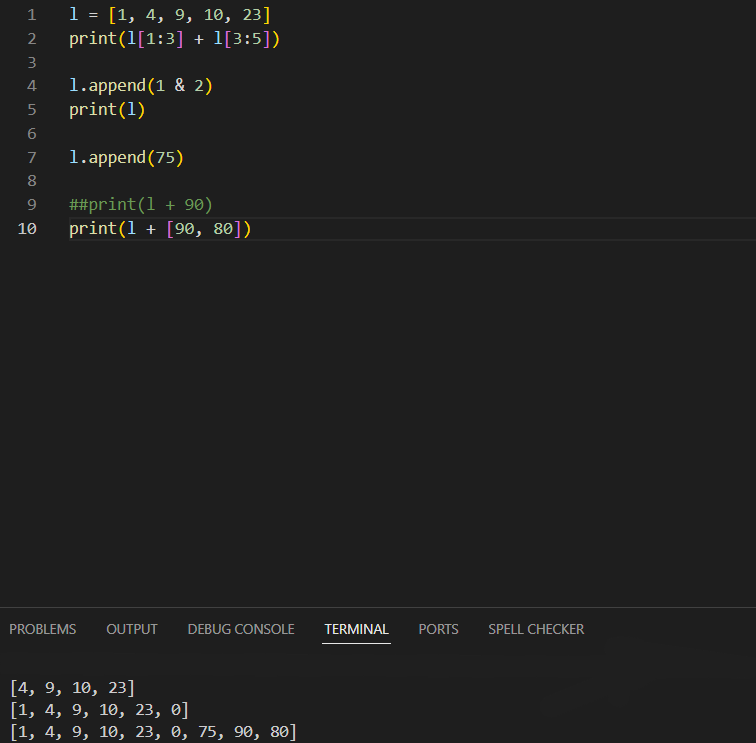 1 l = [1, 4, 9, 10, 23]
2 print(l[1:3] + l[3:5])
3
4 l.append(1 & 2)
5 print(l)
6
7 l.append(75)
8
9 ##print(l + 90)
10 print(l + [90, 80])
PROBLEMS OUTPUT DEBUG CONSOLE TERMINAL PORTS SPELL CHECKER
[4, 9, 10, 23]
[1, 4, 9, 10, 23, 0]
[1, 4, 9, 10, 23, 0, 75, 90, 80]